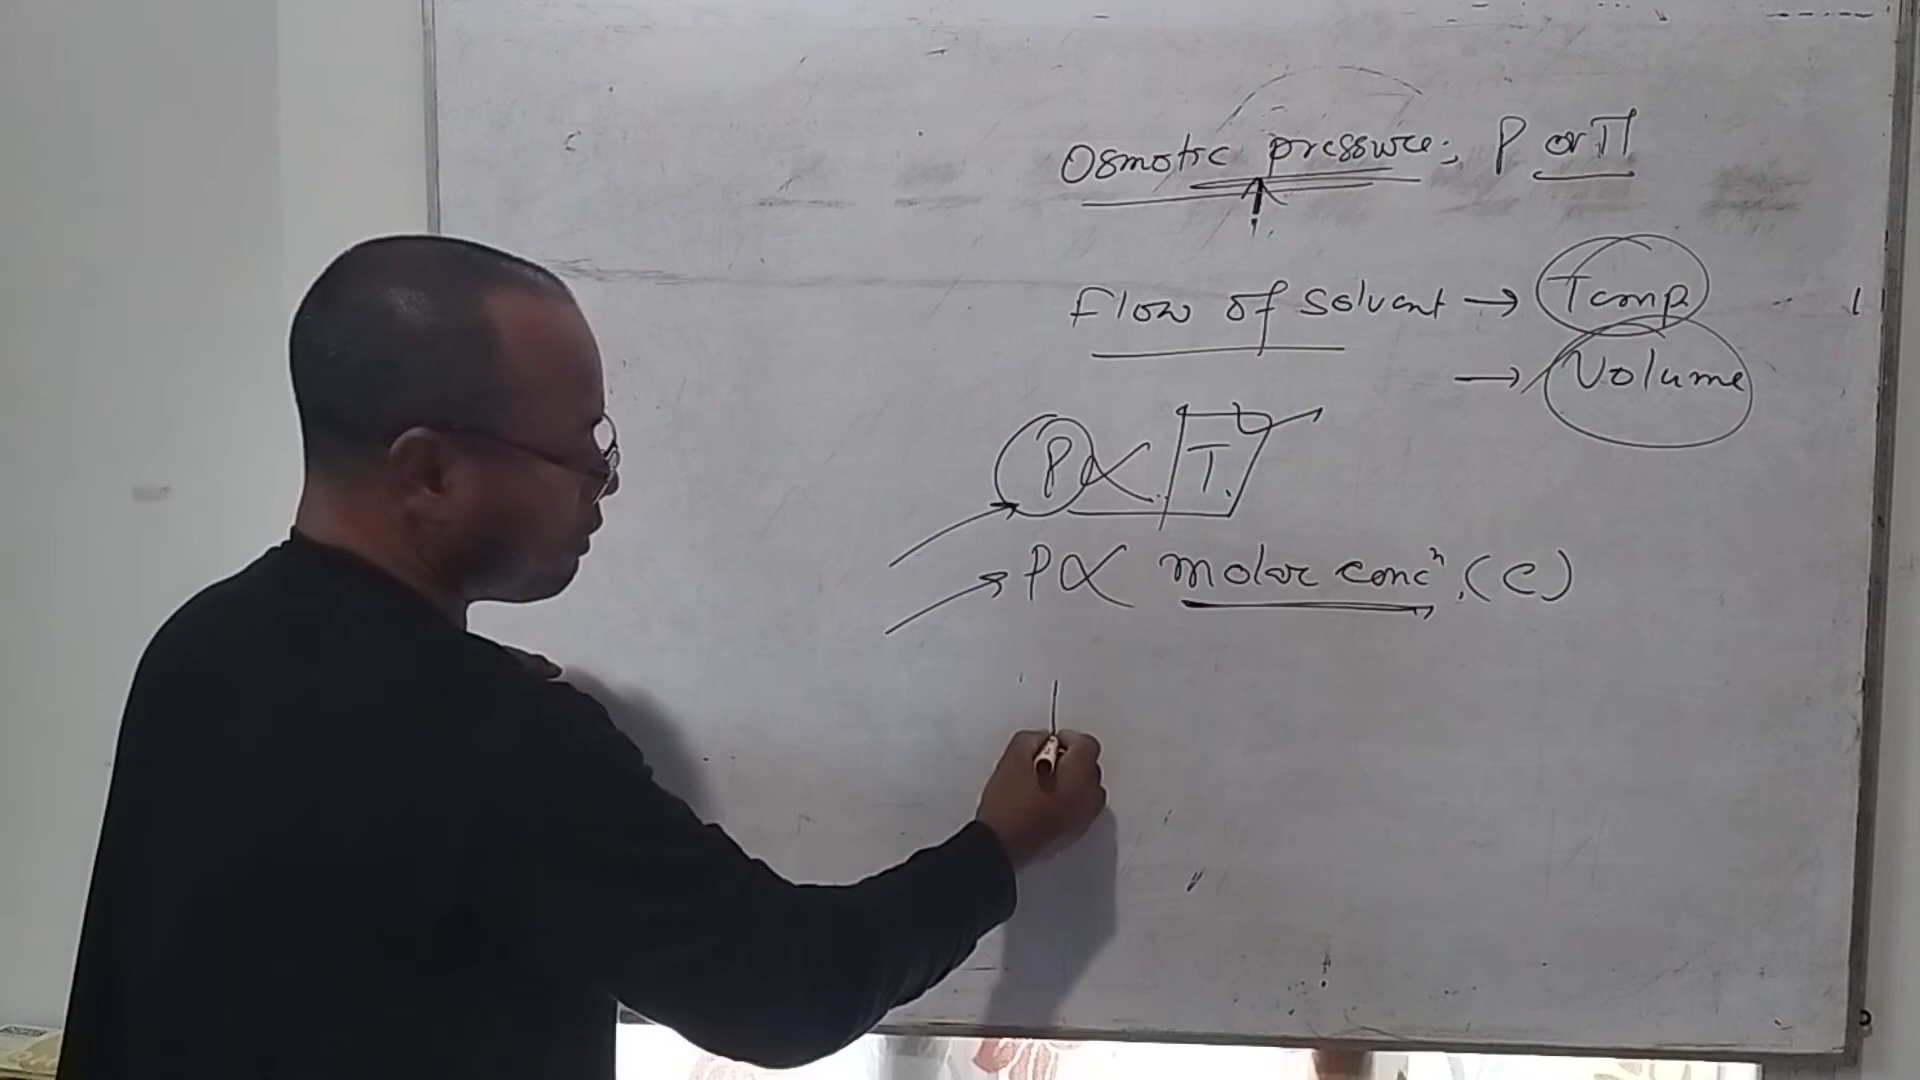 Osmotic pressure; P or π
Flow of solvent → Temp
→ Volume
P ∝ T
P ∝ molar concⁿ. (C)